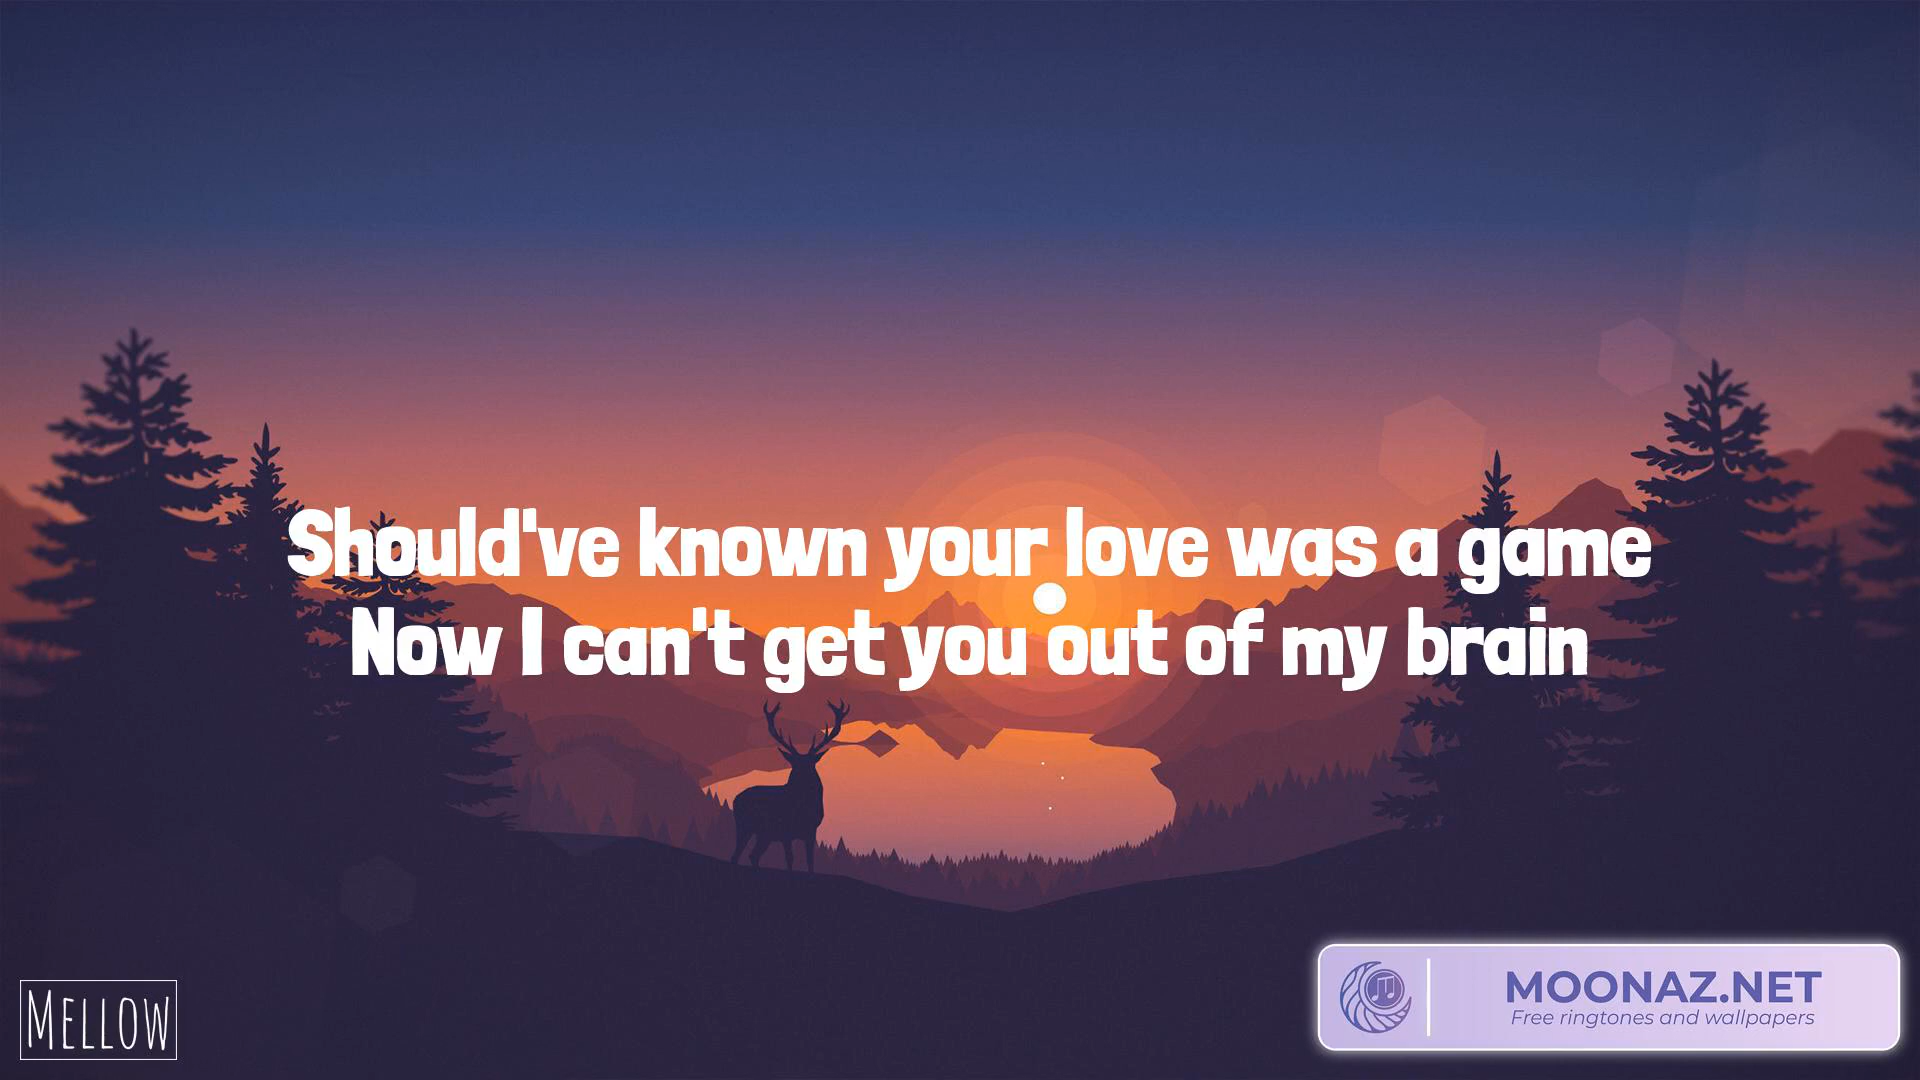 Should've known your love was a game
Now I can't get you out of my brain
MELLOW
MOONAZ.NET
Free ringtones and wallpapers